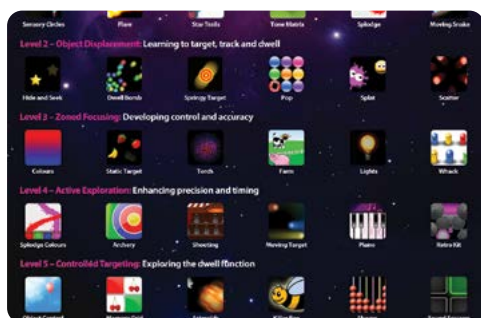 Sensory Circles Flare Star Trails Tone Matrix Splodge Moving Snake
Level 2 – Object Displacement: Learning to target, track and dwell
Hide and Seek Dwell Bomb Springy Target Pop Splat Scatter
Level 3 – Zoned Focusing: Developing control and accuracy
Colours Static Target Torch Farm Lights Whack
Level 4 – Active Exploration: Enhancing precision and timing
Splodge Colours Archery Shooting Moving Target Piano Retro Kit
Level 5 – Controlled Targeting: Exploring the dwell function